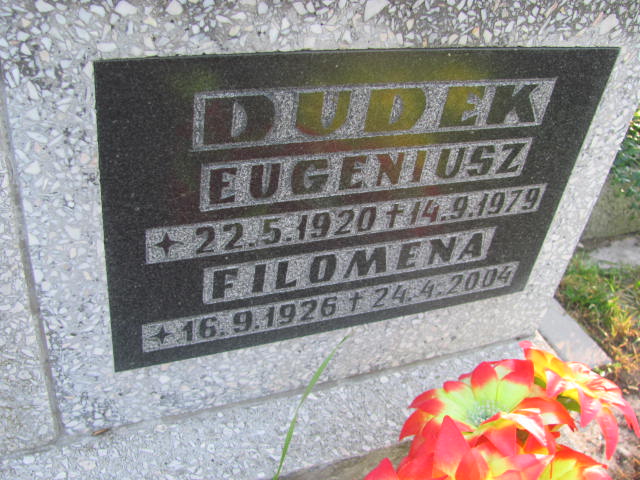 DUDEK
EUGENIUSZ
✦ 22.5.1920 † 14.9.1979
FILOMENA
✦ 16.9.1926 † 24.4.2004